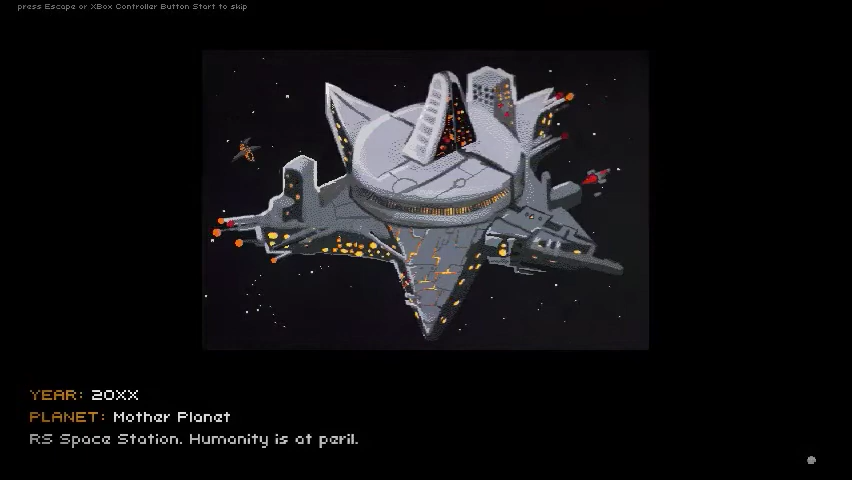 press Escape or XBox Controller Button Start to skip
YEAR: 20XX
PLANET: Mother Planet
RS Space Station. Humanity is at peril.